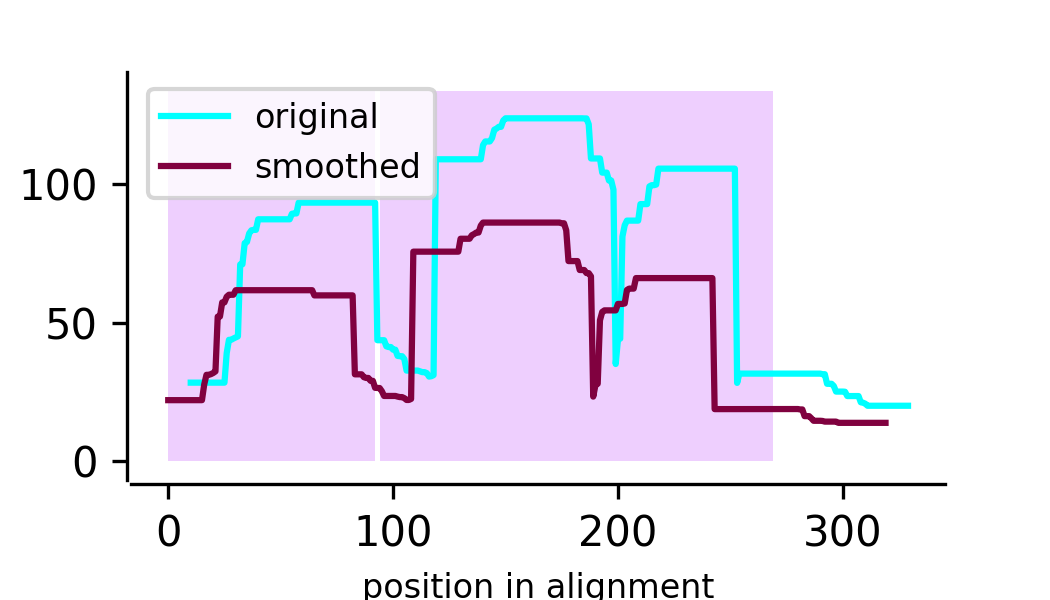 original
smoothed
100
50
0
0 100 200 300
position in alignment